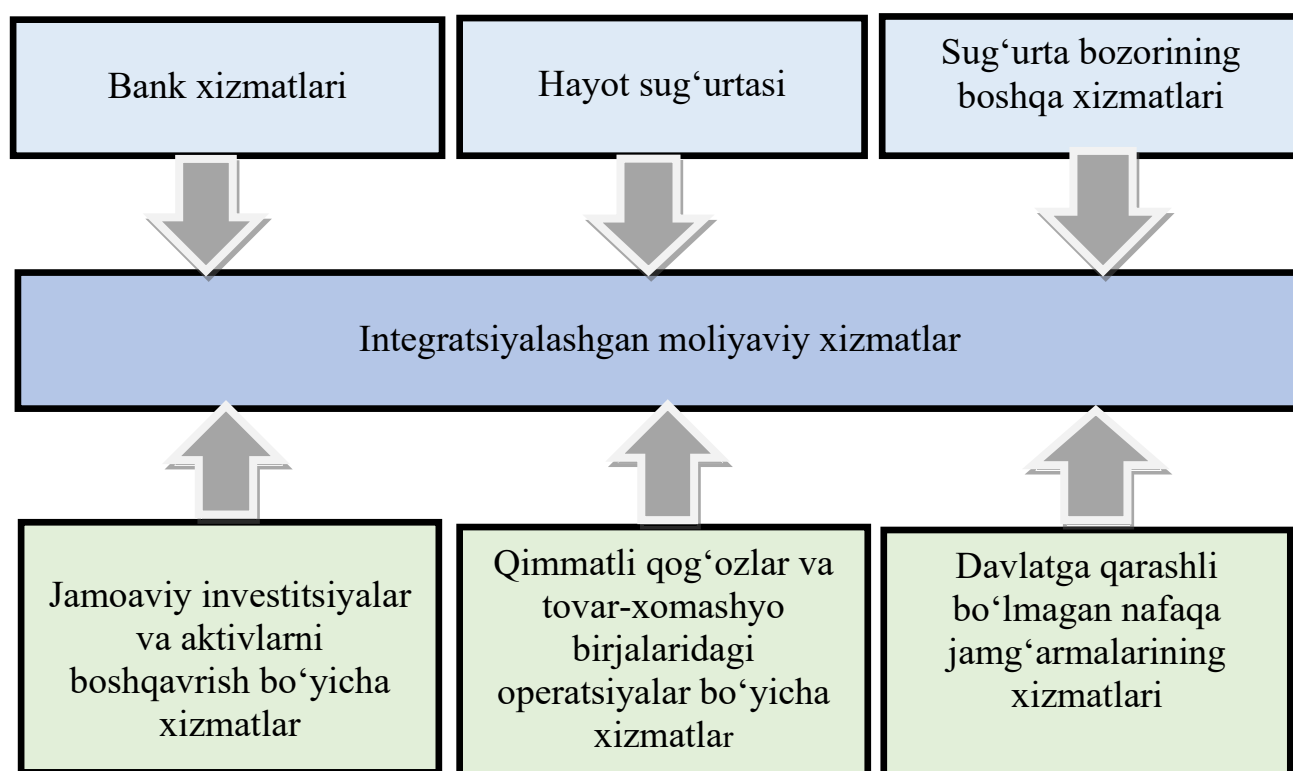 Bank xizmatlari
Hayot sug‘urtasi
Sug‘urta bozorining
boshqa xizmatlari
Integratsiyalashgan moliyaviy xizmatlar
Jamoaviy investitsiyalar
va aktivlarni
boshqavrish bo‘yicha
xizmatlar
Qimmatli qog‘ozlar va
tovar-xomashyo
birjalaridagi
operatsiyalar bo‘yicha
xizmatlar
Davlatga qarashli
bo‘lmagan nafaqa
jamg‘armalarining
xizmatlari